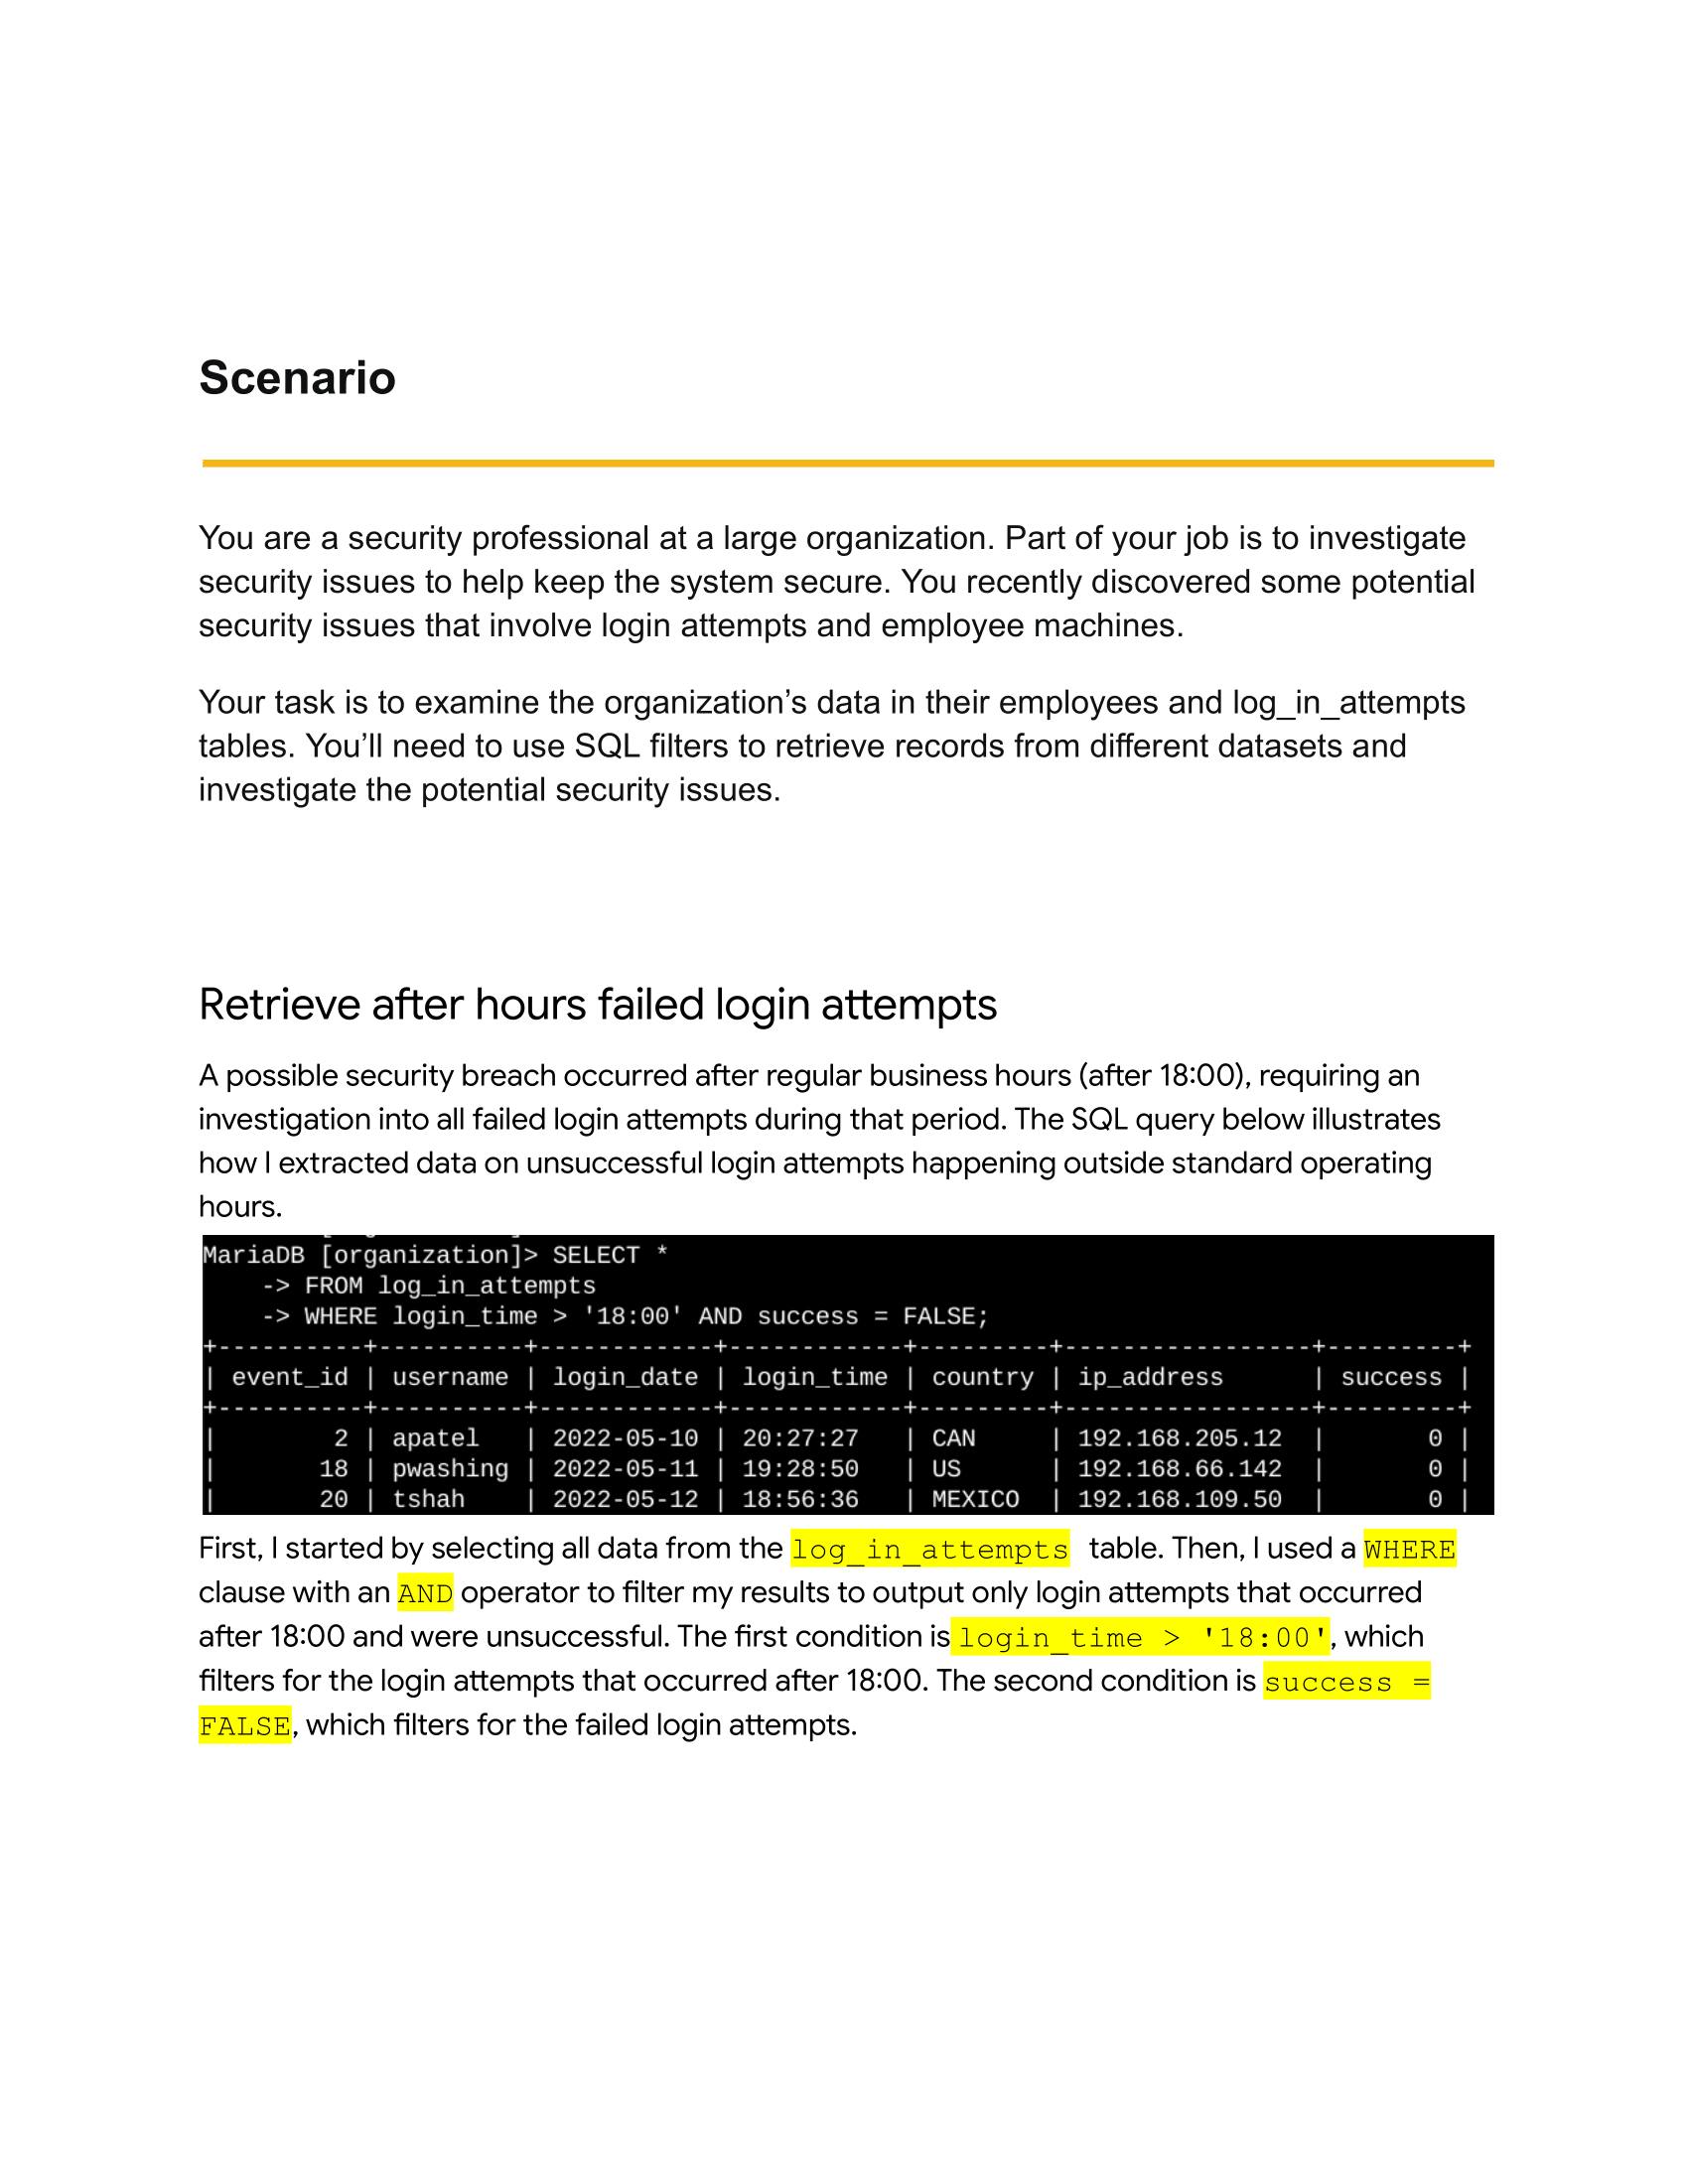 Scenario
You are a security professional at a large organization. Part of your job is to investigate
security issues to help keep the system secure. You recently discovered some potential
security issues that involve login attempts and employee machines.
Your task is to examine the organization’s data in their employees and log_in_attempts
tables. You’ll need to use SQL filters to retrieve records from different datasets and
investigate the potential security issues.
Retrieve after hours failed login attempts
A possible security breach occurred after regular business hours (after 18:00), requiring an
investigation into all failed login attempts during that period. The SQL query below illustrates
how I extracted data on unsuccessful login attempts happening outside standard operating
hours.
MariaDB [organization]> SELECT *
    -> FROM log_in_attempts
    -> WHERE login_time > '18:00' AND success = FALSE;
+----------+----------+------------+------------+---------+-----------------+---------+
| event_id | username | login_date | login_time | country | ip_address      | success |
+----------+----------+------------+------------+---------+-----------------+---------+
|        2 | apatel   | 2022-05-10 | 20:27:27   | CAN     | 192.168.205.12  |       0 |
|       18 | pwashing | 2022-05-11 | 19:28:50   | US      | 192.168.66.142  |       0 |
|       20 | tshah    | 2022-05-12 | 18:56:36   | MEXICO  | 192.168.109.50  |       0 |
First, I started by selecting all data from the log_in_attempts table. Then, I used a WHERE
clause with an AND operator to filter my results to output only login attempts that occurred
after 18:00 and were unsuccessful. The first condition is login_time > '18:00', which
filters for the login attempts that occurred after 18:00. The second condition is success =
FALSE, which filters for the failed login attempts.